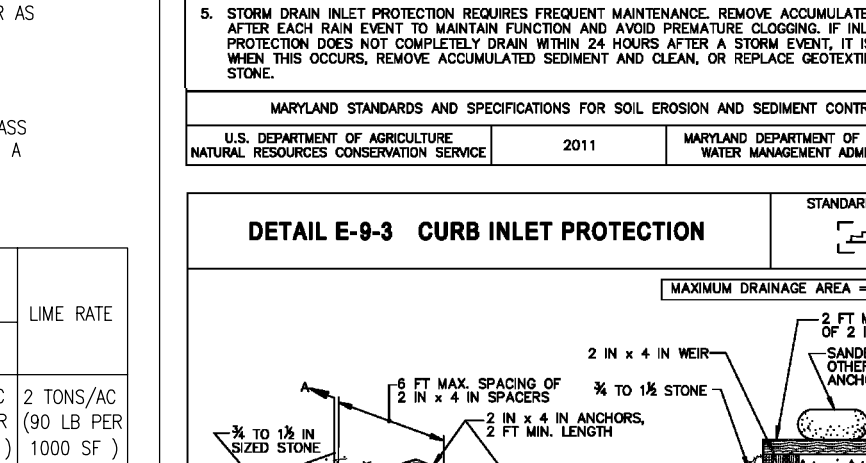 R AS
ASS
A
LIME RATE
2 TONS/AC
R (90 LB PER
) 1000 SF )
5. STORM DRAIN INLET PROTECTION REQUIRES FREQUENT MAINTENANCE. REMOVE ACCUMULATE
AFTER EACH RAIN EVENT TO MAINTAIN FUNCTION AND AVOID PREMATURE CLOGGING. IF INL
PROTECTION DOES NOT COMPLETELY DRAIN WITHIN 24 HOURS AFTER A STORM EVENT, IT IS
WHEN THIS OCCURS, REMOVE ACCUMULATED SEDIMENT AND CLEAN, OR REPLACE GEOTEXTI
STONE.
MARYLAND STANDARDS AND SPECIFICATIONS FOR SOIL EROSION AND SEDIMENT CONTR
U.S. DEPARTMENT OF AGRICULTURE
NATURAL RESOURCES CONSERVATION SERVICE
2011
MARYLAND DEPARTMENT OF
WATER MANAGEMENT ADMI
DETAIL E-9-3 CURB INLET PROTECTION
STANDAR
MAXIMUM DRAINAGE AREA =
2 FT M
OF 2 I
2 IN x 4 IN WEIR
SAND
OTHE
ANCH
A
6 FT MAX. SPACING OF
2 IN x 4 IN SPACERS
¾ TO 1½ STONE
2 IN x 4 IN ANCHORS,
2 FT MIN. LENGTH
¾ TO 1½ IN
SIZED STONE